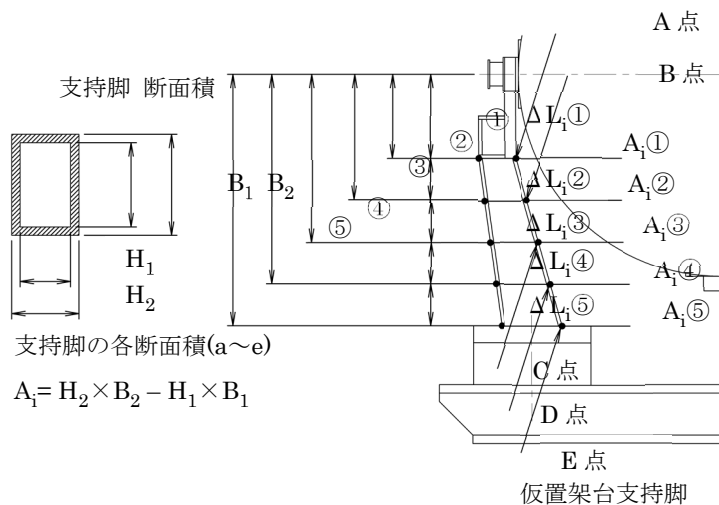 A 点
B 点
支持脚 断面積
① ΔLi①
② Ai①
③ ΔLi②
Ai②
④ ΔLi③
B1 B2 ⑤ Ai③
ΔLi④
Ai④
H1
ΔLi⑤
H2
Ai⑤
支持脚の各断面積(a～e)
C 点
Ai= H2×B2 – H1×B1
D 点
E 点
仮置架台支持脚